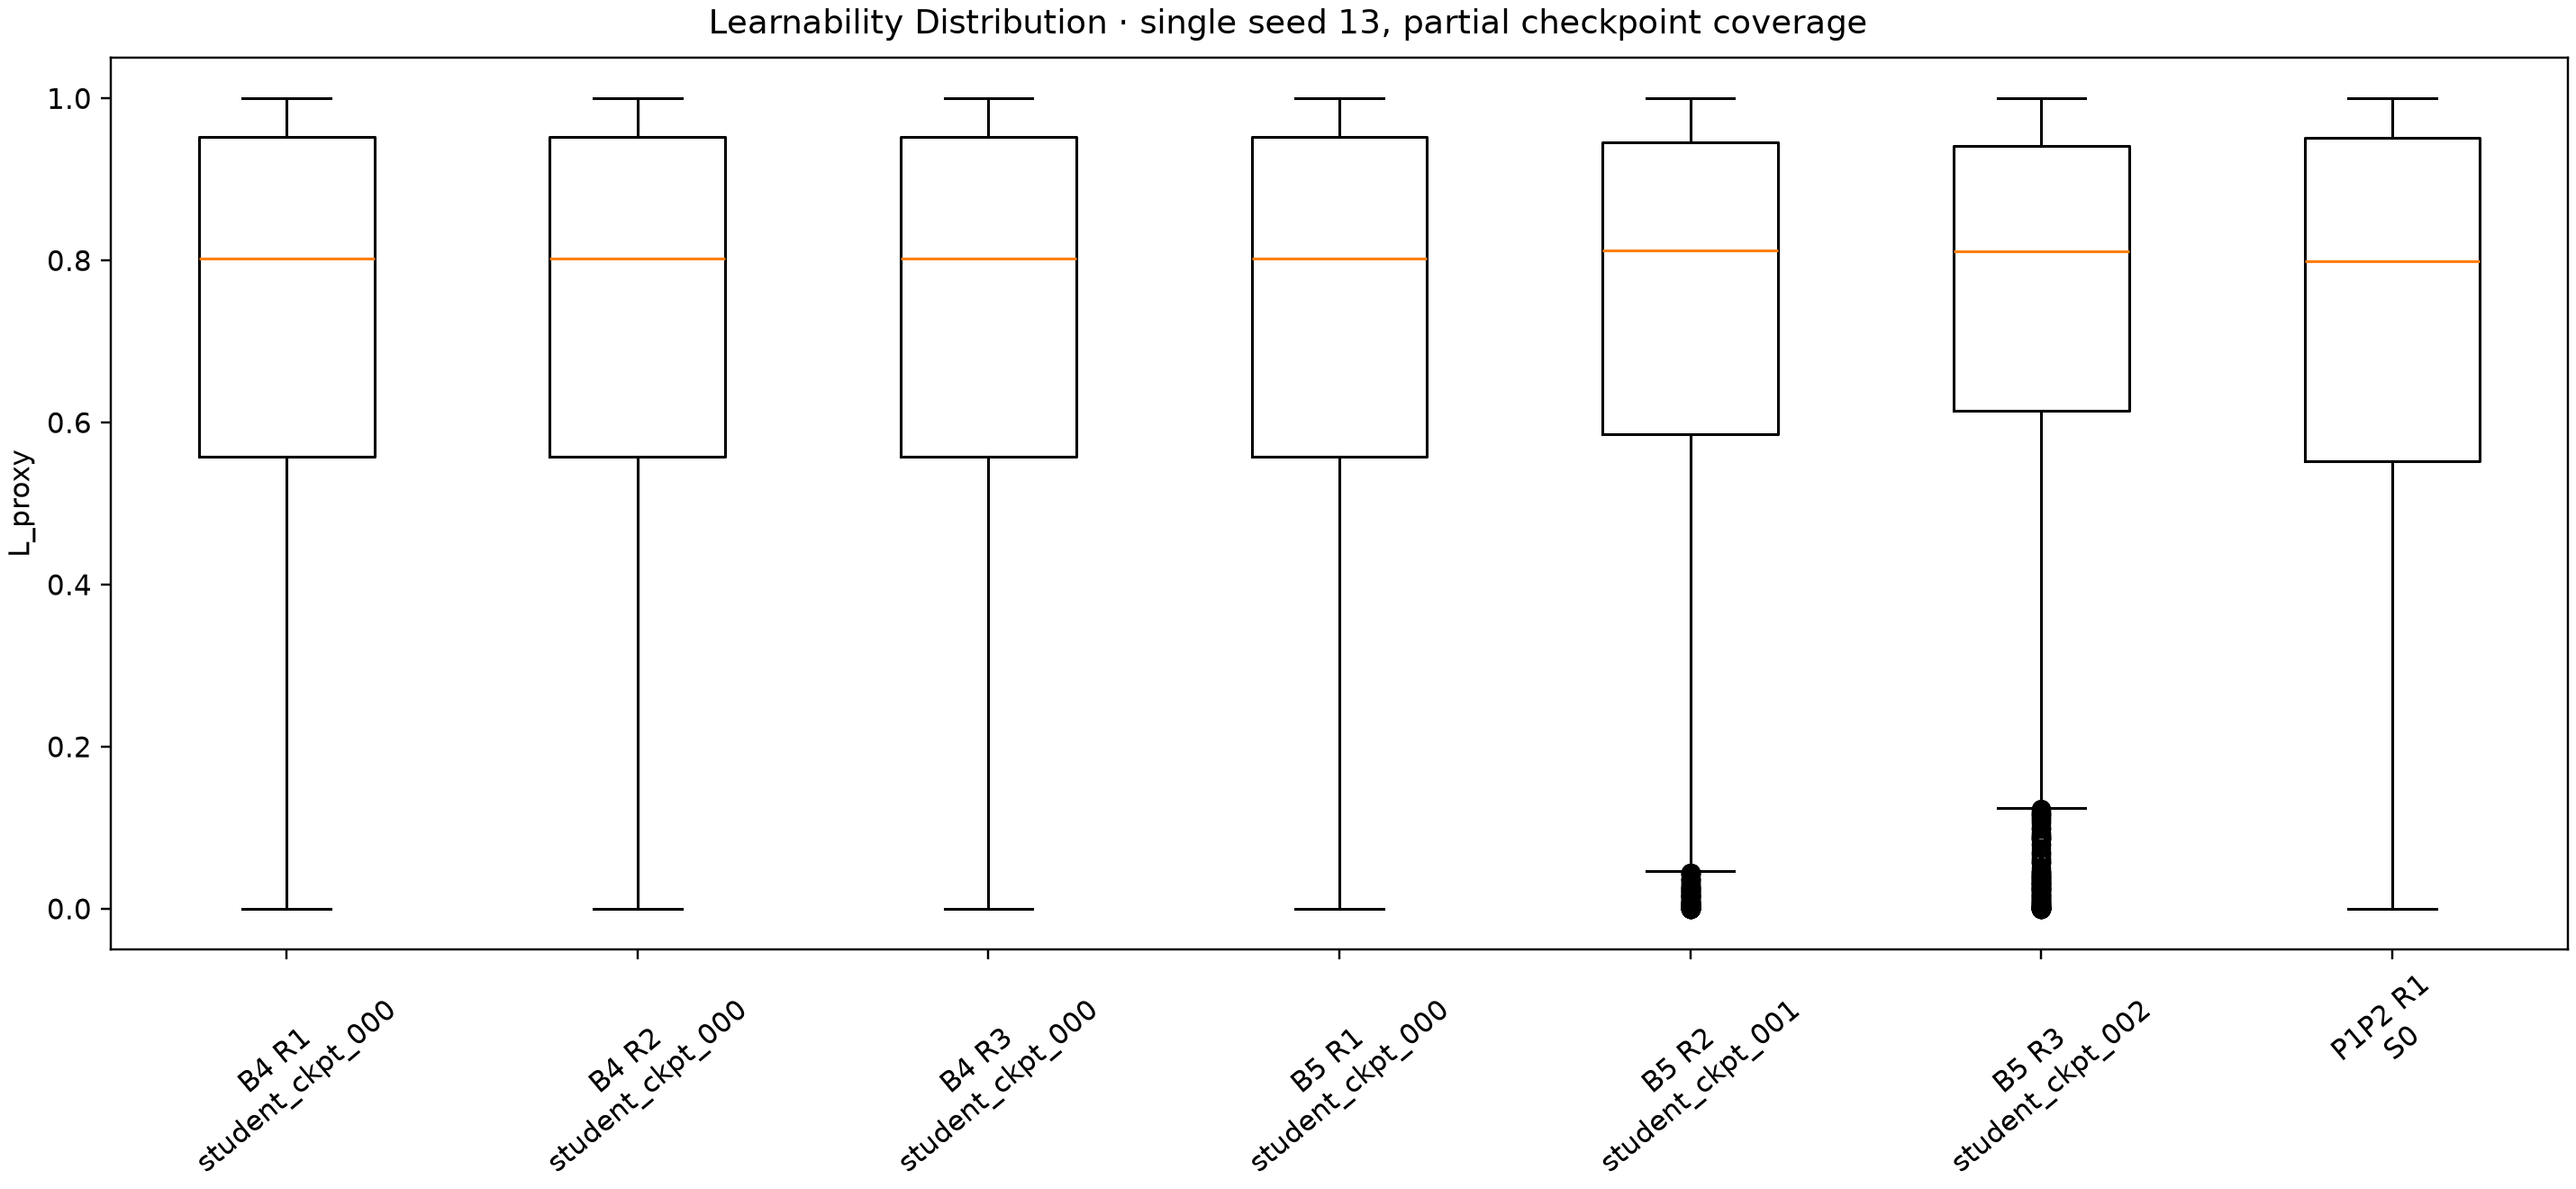 Learnability Distribution · single seed 13, partial checkpoint coverage
L_proxy
1.0
0.8
0.6
0.4
0.2
0.0
B4 R1
student_ckpt_000
B4 R2
student_ckpt_000
B4 R3
student_ckpt_000
B5 R1
student_ckpt_000
B5 R2
student_ckpt_001
B5 R3
student_ckpt_002
P1P2 R1
S0